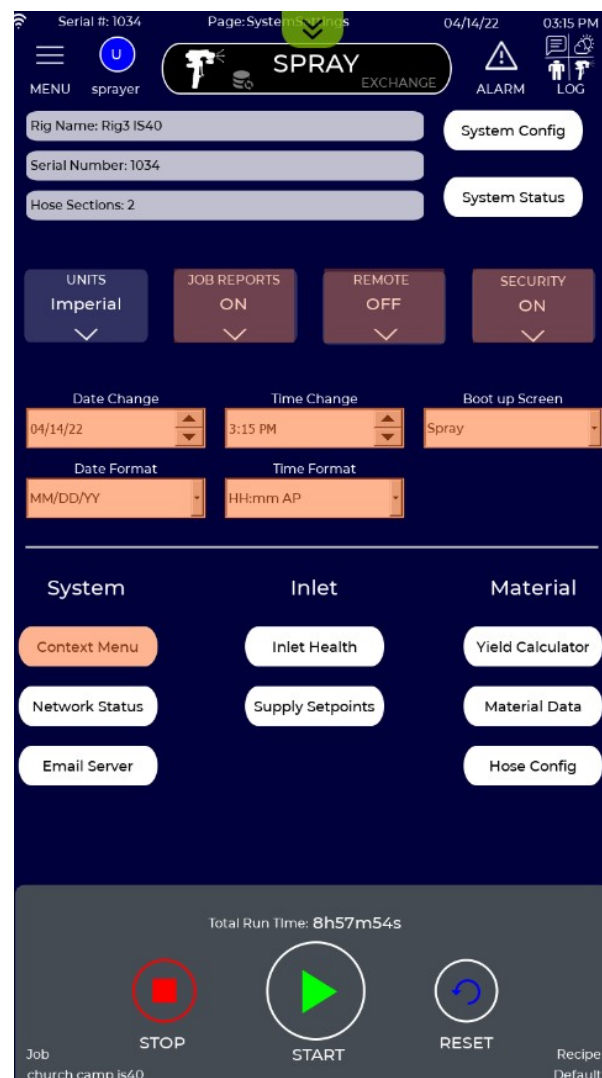 Serial #: 1034 Page: SystemSettings 04/14/22 03:15 PM
U
SPRAY
EXCHANGE
MENU sprayer ALARM LOG
Rig Name: Rig3 IS40
System Config
Serial Number: 1034
System Status
Hose Sections: 2
UNITS JOB REPORTS REMOTE SECURITY
Imperial ON OFF ON
Date Change Time Change Boot up Screen
04/14/22 3:15 PM Spray
Date Format Time Format
MM/DD/YY HH:mm AP
System Inlet Material
Context Menu Inlet Health Yield Calculator
Network Status Supply Setpoints Material Data
Email Server Hose Config
Total Run Time: 8h57m54s
STOP START RESET
Job Recipe
church camp is40 Default